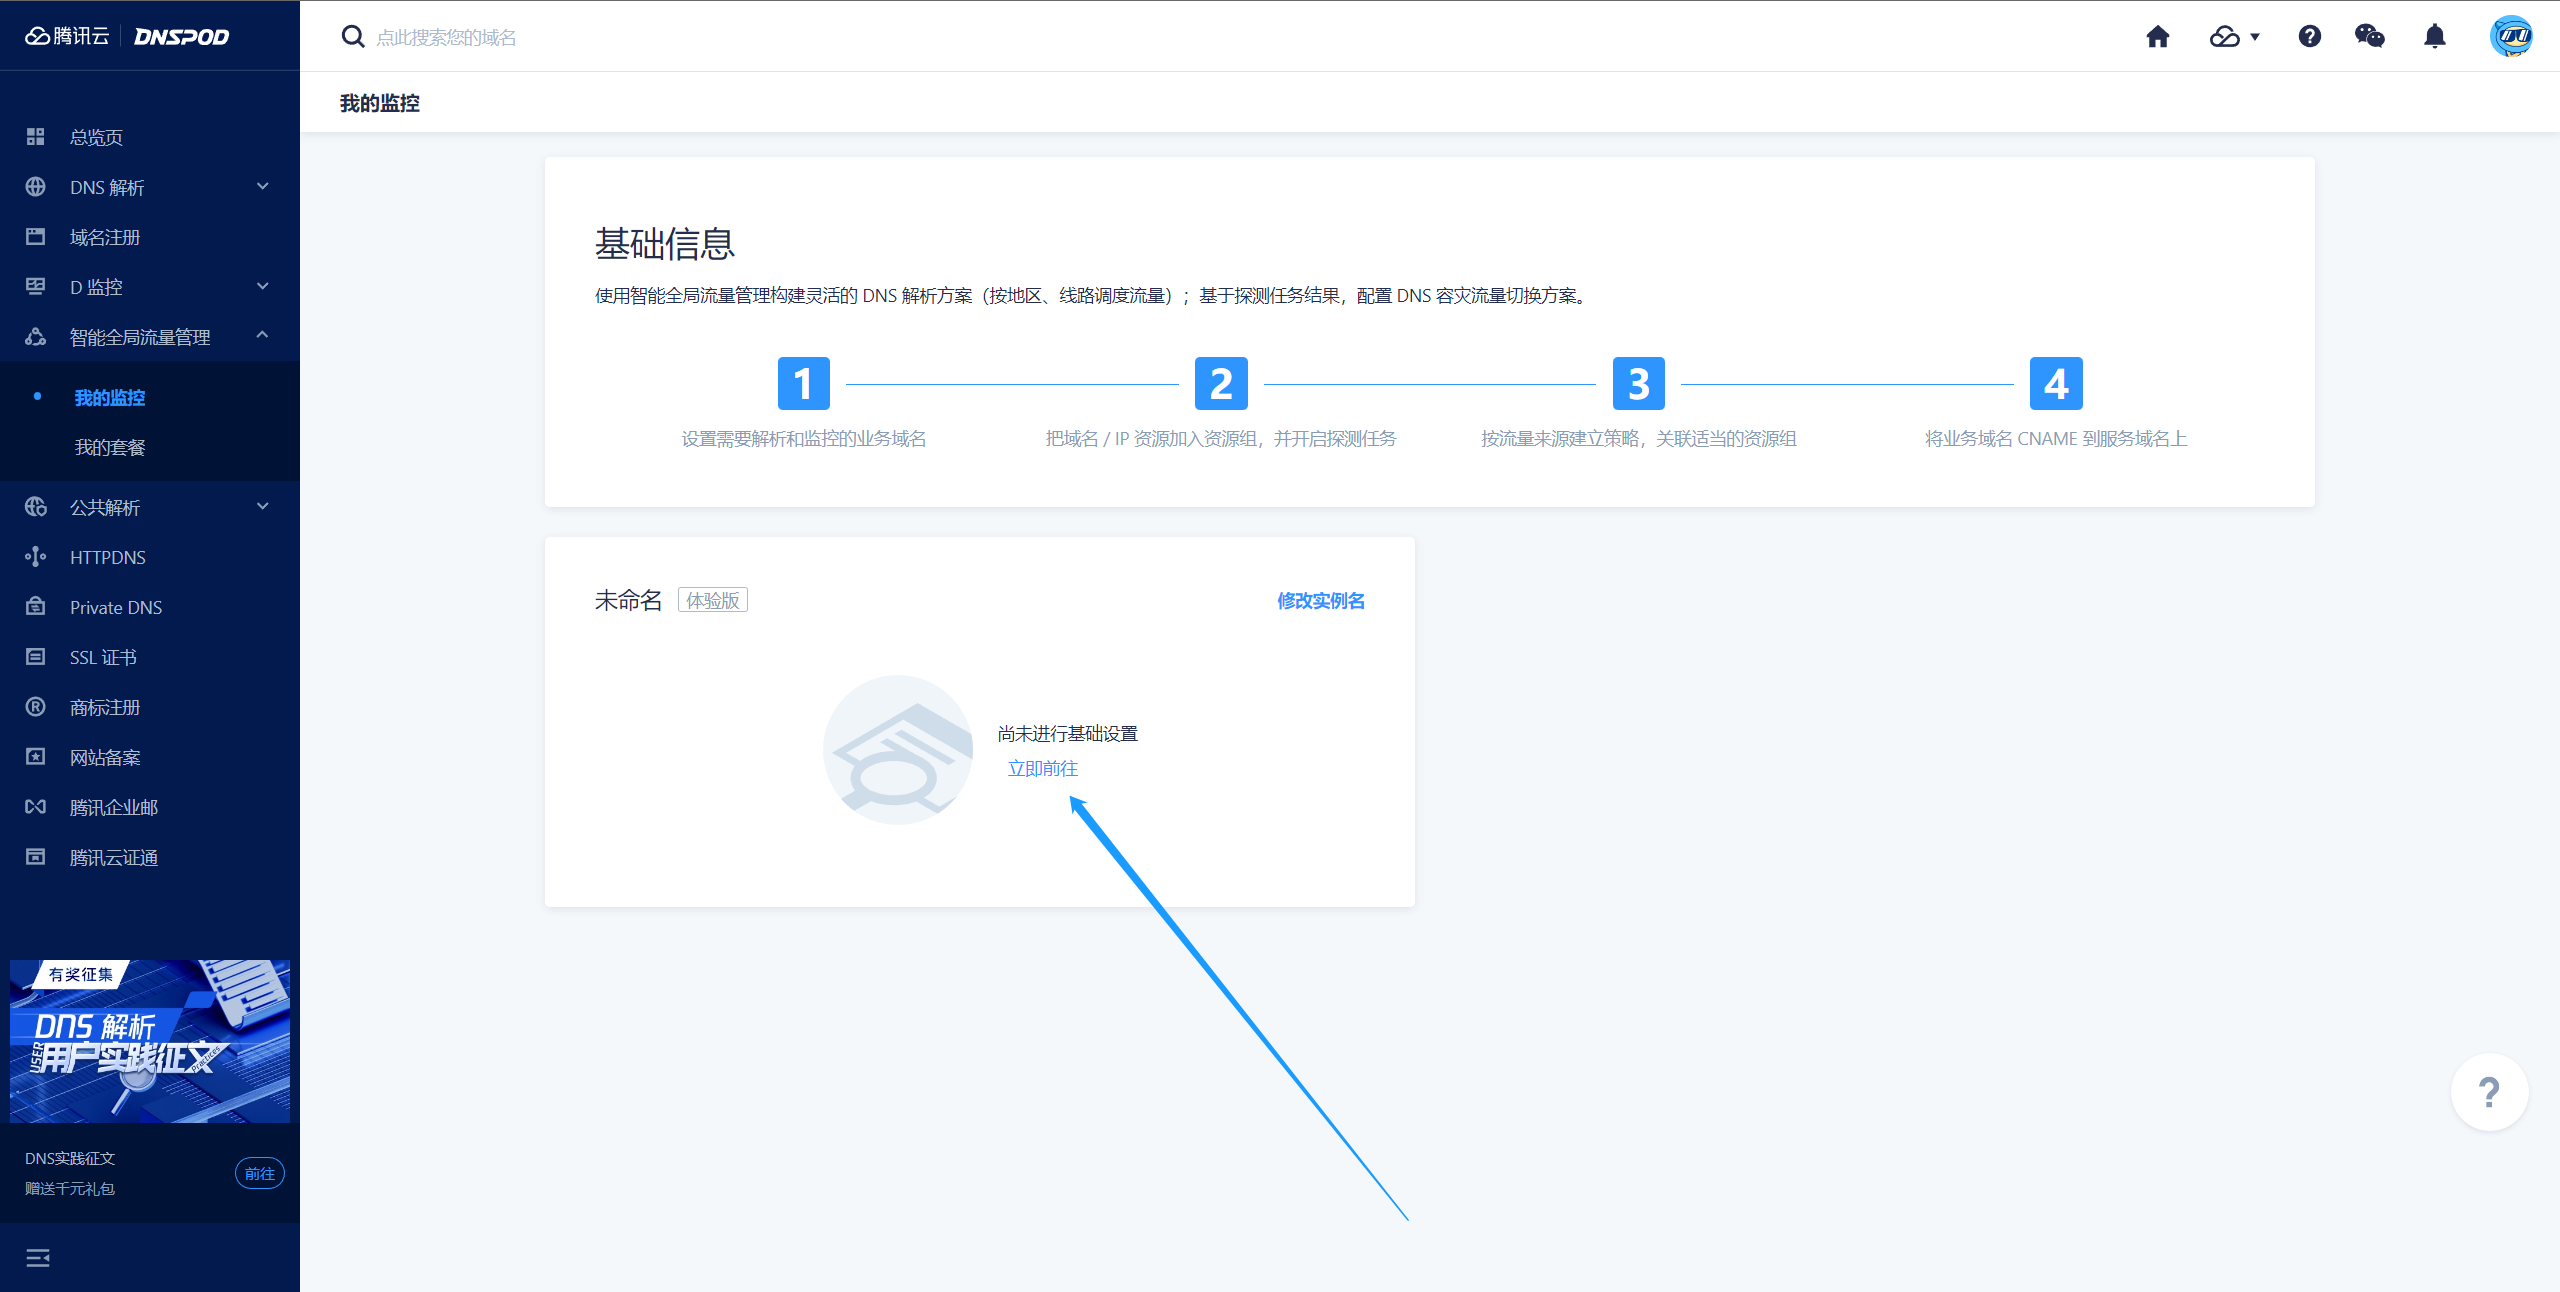 腾讯云 | DNSPOD
点此搜索您的域名
我的监控
总览页
DNS 解析
域名注册
D 监控
智能全局流量管理
我的监控
我的套餐
公共解析
HTTPDNS
Private DNS
SSL 证书
商标注册
网站备案
腾讯企业邮
腾讯云证通
有奖征集
DNS 解析
USER 用户实践征文 Practices
DNS实践征文
赠送千元礼包
前往
基础信息
使用智能全局流量管理构建灵活的 DNS 解析方案（按地区、线路调度流量）；基于探测任务结果，配置 DNS 容灾流量切换方案。
1
2
3
4
设置需要解析和监控的业务域名
把域名 / IP 资源加入资源组，并开启探测任务
按流量来源建立策略，关联适当的资源组
将业务域名 CNAME 到服务域名上
未命名 体验版 修改实例名
尚未进行基础设置
立即前往
?